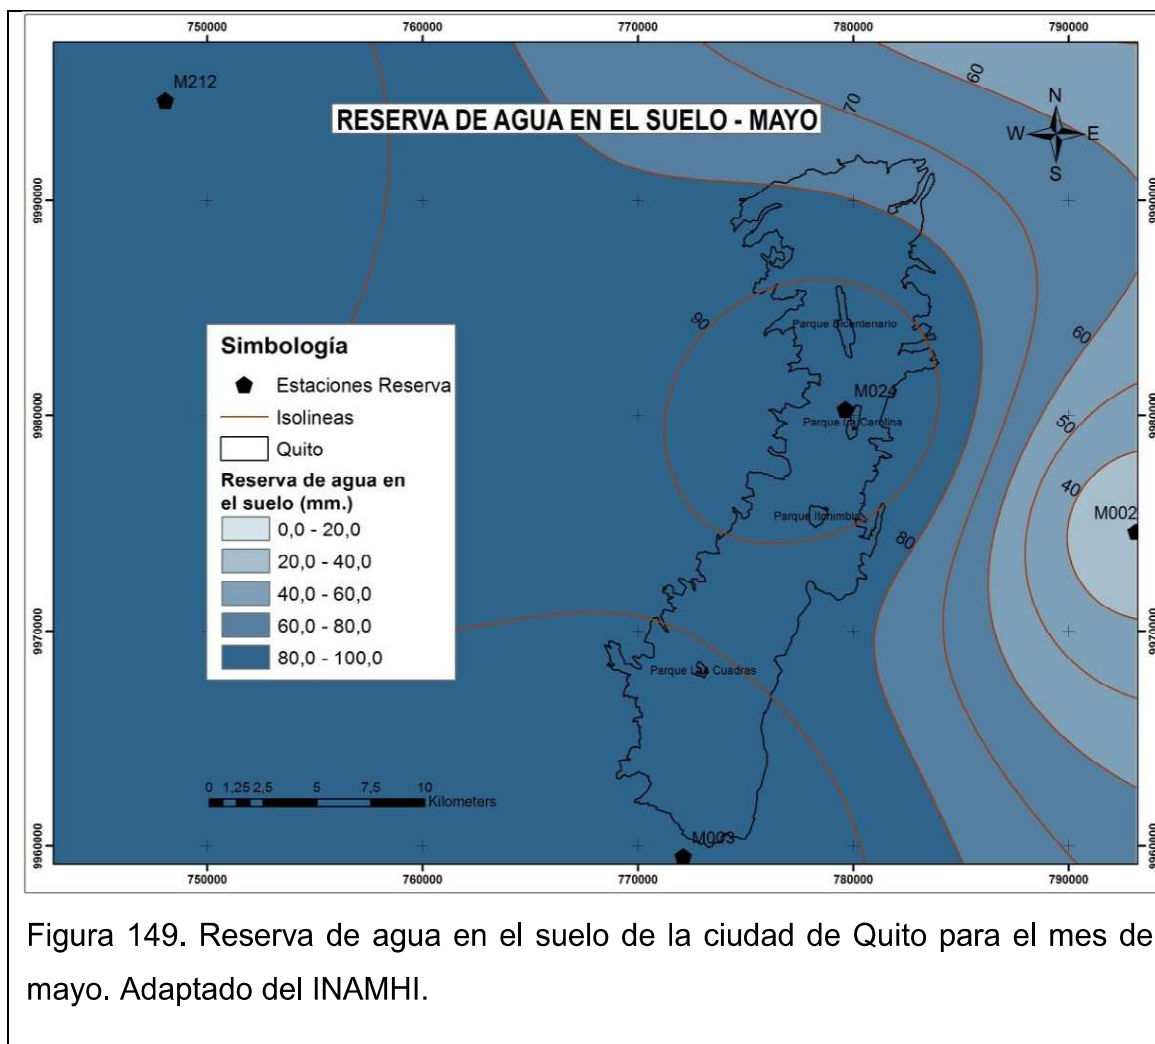 750000 760000 770000 780000 790000
M212
60
N
RESERVA DE AGUA EN EL SUELO - MAYO
70
W E
S
9990000 9990000
90
Parque Bicentenario
60
Simbología
Estaciones Reserva
Isolineas
Quito
Reserva de agua en
el suelo (mm.)
0,0 - 20,0
20,0 - 40,0
40,0 - 60,0
60,0 - 80,0
80,0 - 100,0
M024
9980000 9980000
Parque La Carolina
50
40
M002
Parque Itchimbia
80
9970000 9970000
Parque Las Cuadras
0 1,25 2,5 5 7,5 10
Kilometers
M003
9960000 9960000
750000 760000 770000 780000 790000
Figura 149. Reserva de agua en el suelo de la ciudad de Quito para el mes de
mayo. Adaptado del INAMHI.